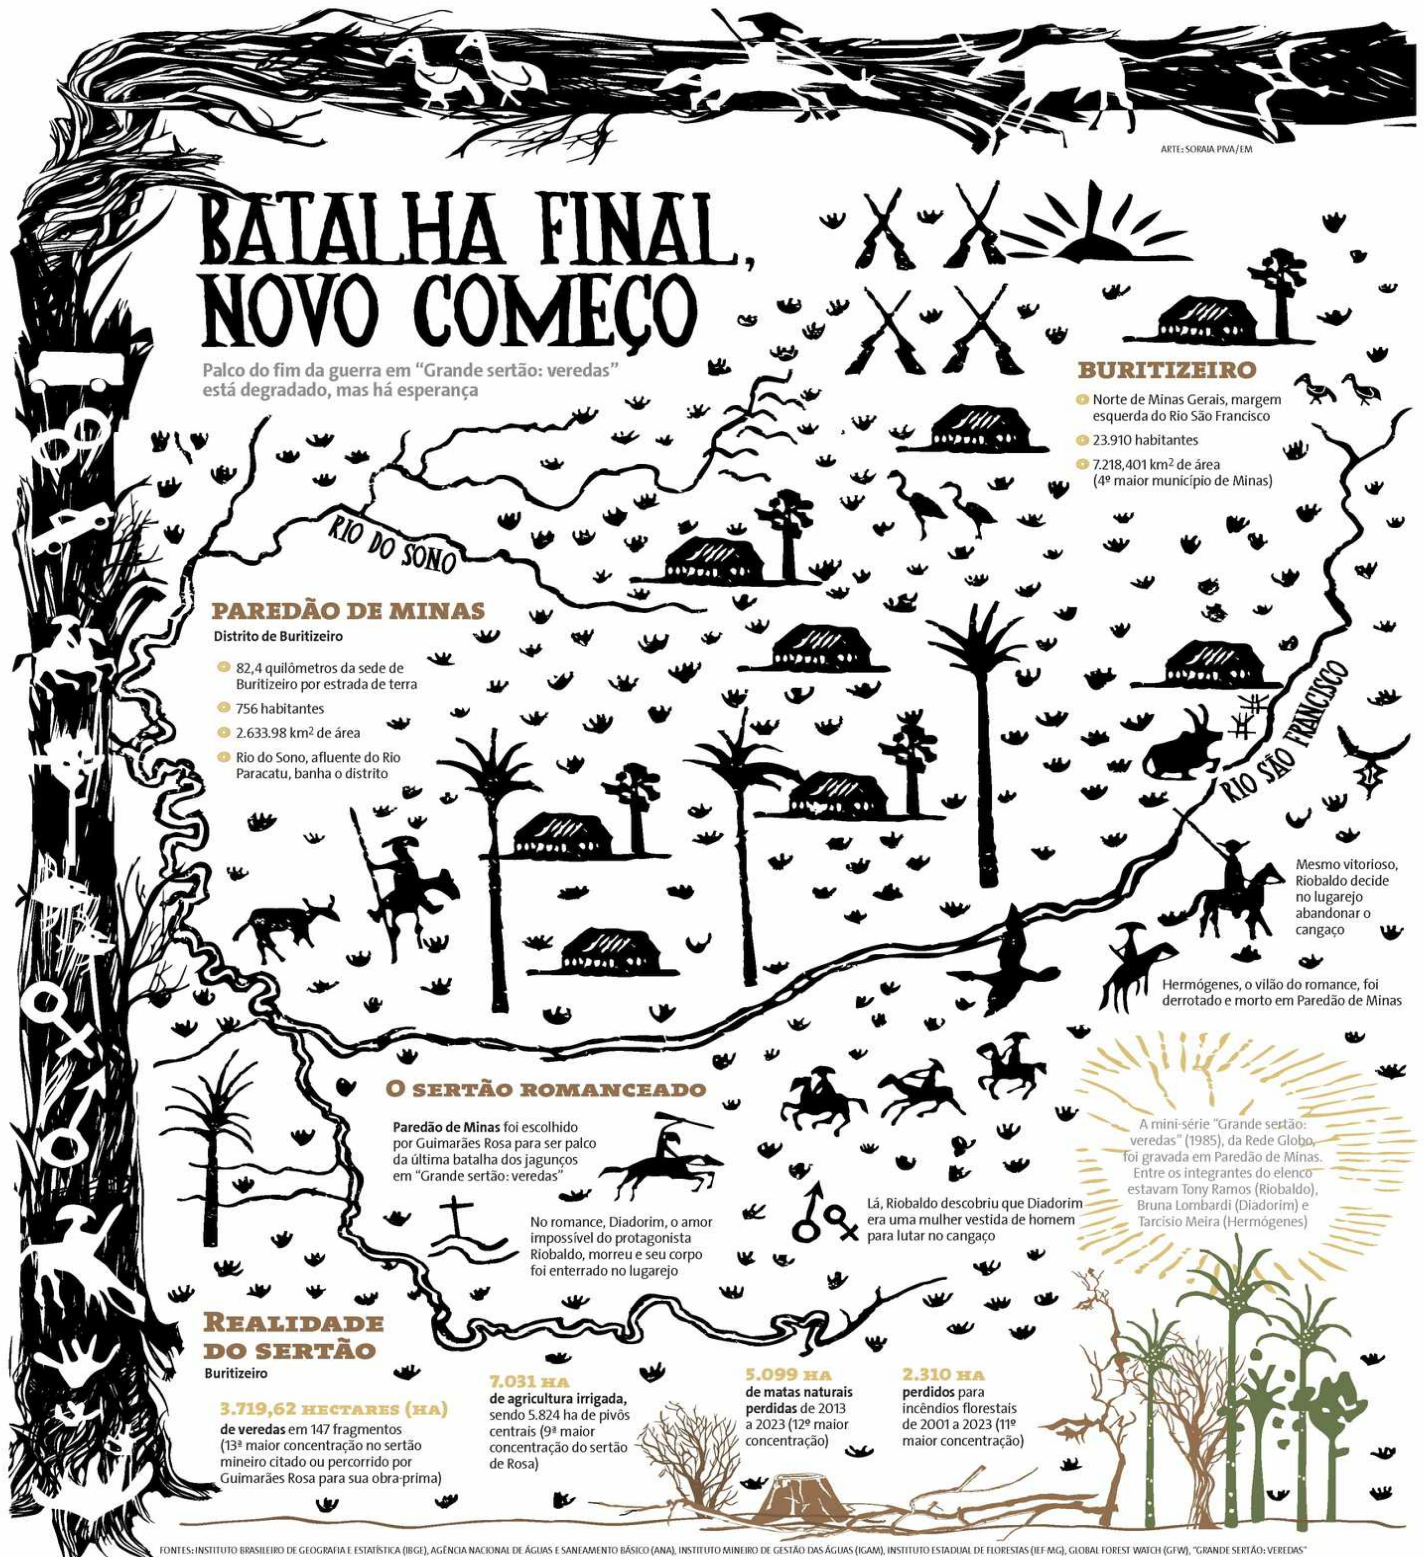 ARTE: SORAIA PIVA/EM
BATALHA FINAL,
NOVO COMEÇO
Palco do fim da guerra em “Grande sertão: veredas”
está degradado, mas há esperança
BURITIZEIRO
Norte de Minas Gerais, margem
esquerda do Rio São Francisco
23.910 habitantes
7.218,401 km² de área
(4º maior município de Minas)
RIO DO SONO
PAREDÃO DE MINAS
Distrito de Buritizeiro
82,4 quilômetros da sede de
Buritizeiro por estrada de terra
756 habitantes
2.633.98 km² de área
Rio do Sono, afluente do Rio
Paracatu, banha o distrito
RIO SÃO FRANCISCO
Mesmo vitorioso,
Riobaldo decide
no lugarejo
abandonar o
cangaço
Hermógenes, o vilão do romance, foi
derrotado e morto em Paredão de Minas
O SERTÃO ROMANCEADO
Paredão de Minas foi escolhido
por Guimarães Rosa para ser palco
da última batalha dos jagunços
em “Grande sertão: veredas”
No romance, Diadorim, o amor
impossível do protagonista
Riobaldo, morreu e seu corpo
foi enterrado no lugarejo
Lá, Riobaldo descobriu que Diadorim
era uma mulher vestida de homem
para lutar no cangaço
A mini-série “Grande sertão:
veredas” (1985), da Rede Globo,
foi gravada em Paredão de Minas.
Entre os integrantes do elenco
estavam Tony Ramos (Riobaldo),
Bruna Lombardi (Diadorim) e
Tarcísio Meira (Hermógenes)
REALIDADE
DO SERTÃO
Buritizeiro
3.719,62 HECTARES (HA)
de veredas em 147 fragmentos
(13ª maior concentração no sertão
mineiro citado ou percorrido por
Guimarães Rosa para sua obra-prima)
7.031 HA
de agricultura irrigada,
sendo 5.824 ha de pivôs
centrais (9ª maior
concentração do sertão
de Rosa)
5.099 HA
de matas naturais
perdidas de 2013
a 2023 (12º maior
concentração)
2.310 HA
perdidos para
incêndios florestais
de 2001 a 2023 (11º
maior concentração)
FONTES: INSTITUTO BRASILEIRO DE GEOGRAFIA E ESTATÍSTICA (IBGE), AGÊNCIA NACIONAL DE ÁGUAS E SANEAMENTO BÁSICO (ANA), INSTITUTO MINEIRO DE GESTÃO DAS ÁGUAS (IGAM), INSTITUTO ESTADUAL DE FLORESTAS (IEF-MG), GLOBAL FOREST WATCH (GFW), “GRANDE SERTÃO: VEREDAS”